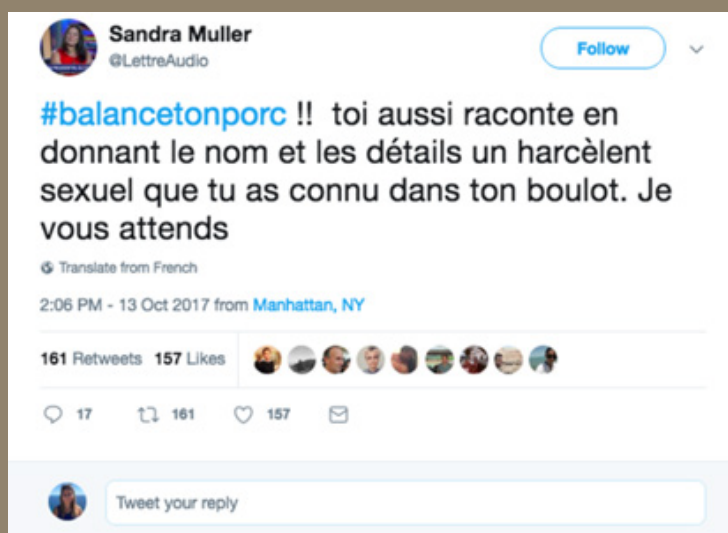 Sandra Muller
@LettreAudio
Follow
#balancetonporc !! toi aussi raconte en
donnant le nom et les détails un harcèlent
sexuel que tu as connu dans ton boulot. Je
vous attends
Translate from French
2:06 PM - 13 Oct 2017 from Manhattan, NY
161 Retweets 157 Likes
17 161 157
Tweet your reply